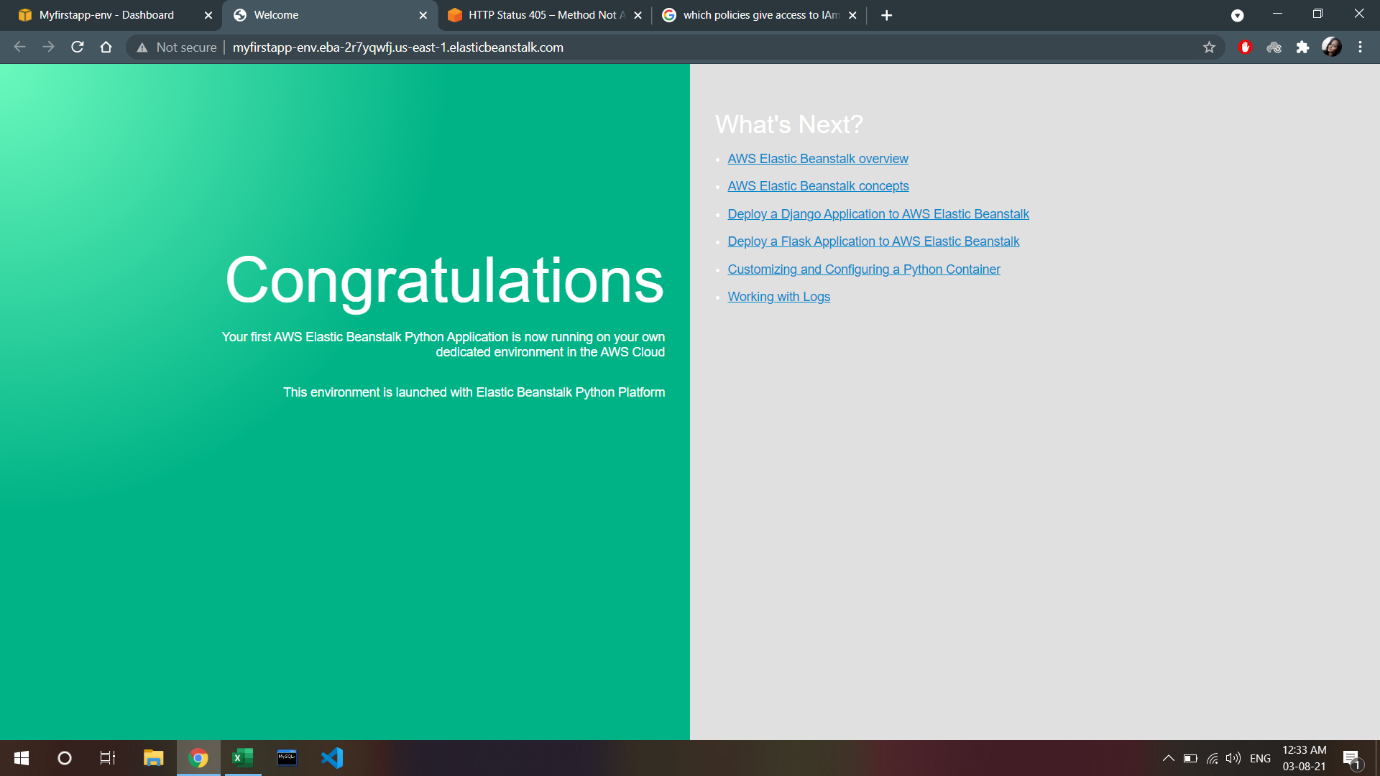 Myfirstapp-env - Dashboard
Welcome
HTTP Status 405 – Method Not A
which policies give access to IAm
Not secure
myfirstapp-env.eba-2r7yqwfj.us-east-1.elasticbeanstalk.com
Congratulations
Your first AWS Elastic Beanstalk Python Application is now running on your own
dedicated environment in the AWS Cloud
This environment is launched with Elastic Beanstalk Python Platform
What's Next?
AWS Elastic Beanstalk overview
AWS Elastic Beanstalk concepts
Deploy a Django Application to AWS Elastic Beanstalk
Deploy a Flask Application to AWS Elastic Beanstalk
Customizing and Configuring a Python Container
Working with Logs
MySQL
ENG
12:33 AM
03-08-21
1